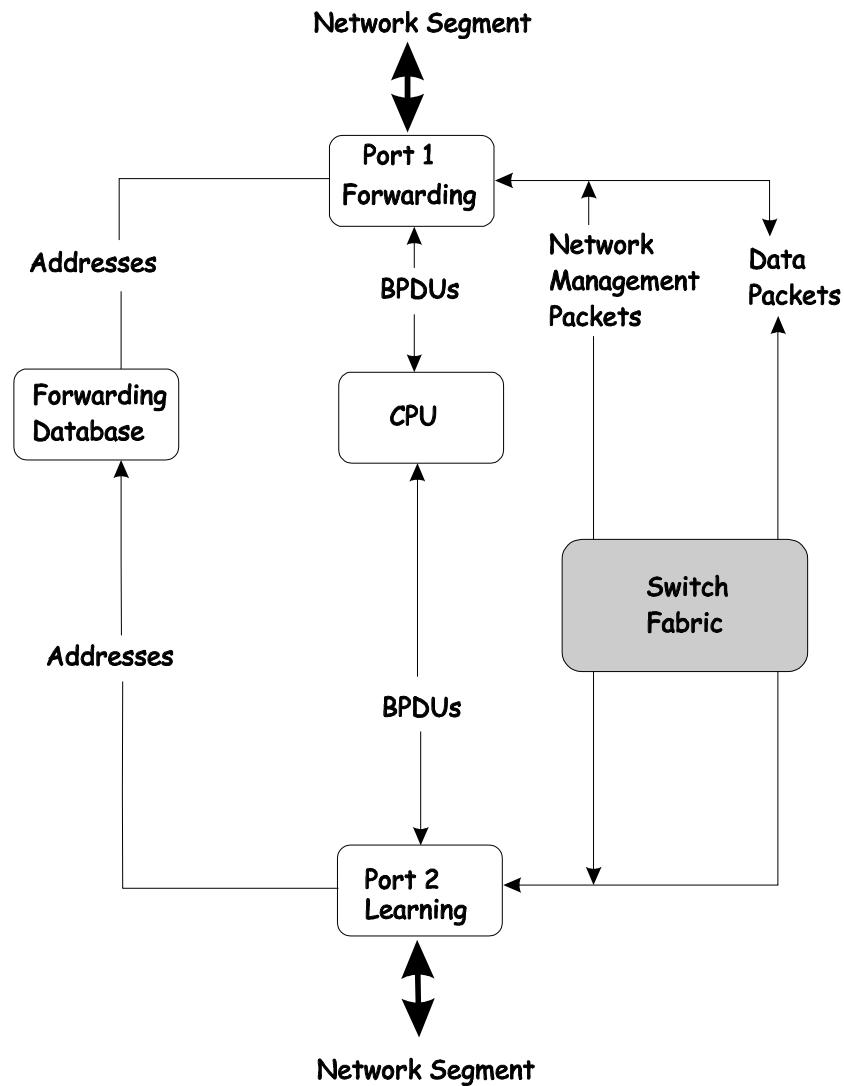 Network Segment
Port 1
Forwarding
Addresses
BPDUs
Network
Management
Packets
Data
Packets
Forwarding
Database
CPU
Switch
Fabric
Addresses
BPDUs
Port 2
Learning
Network Segment